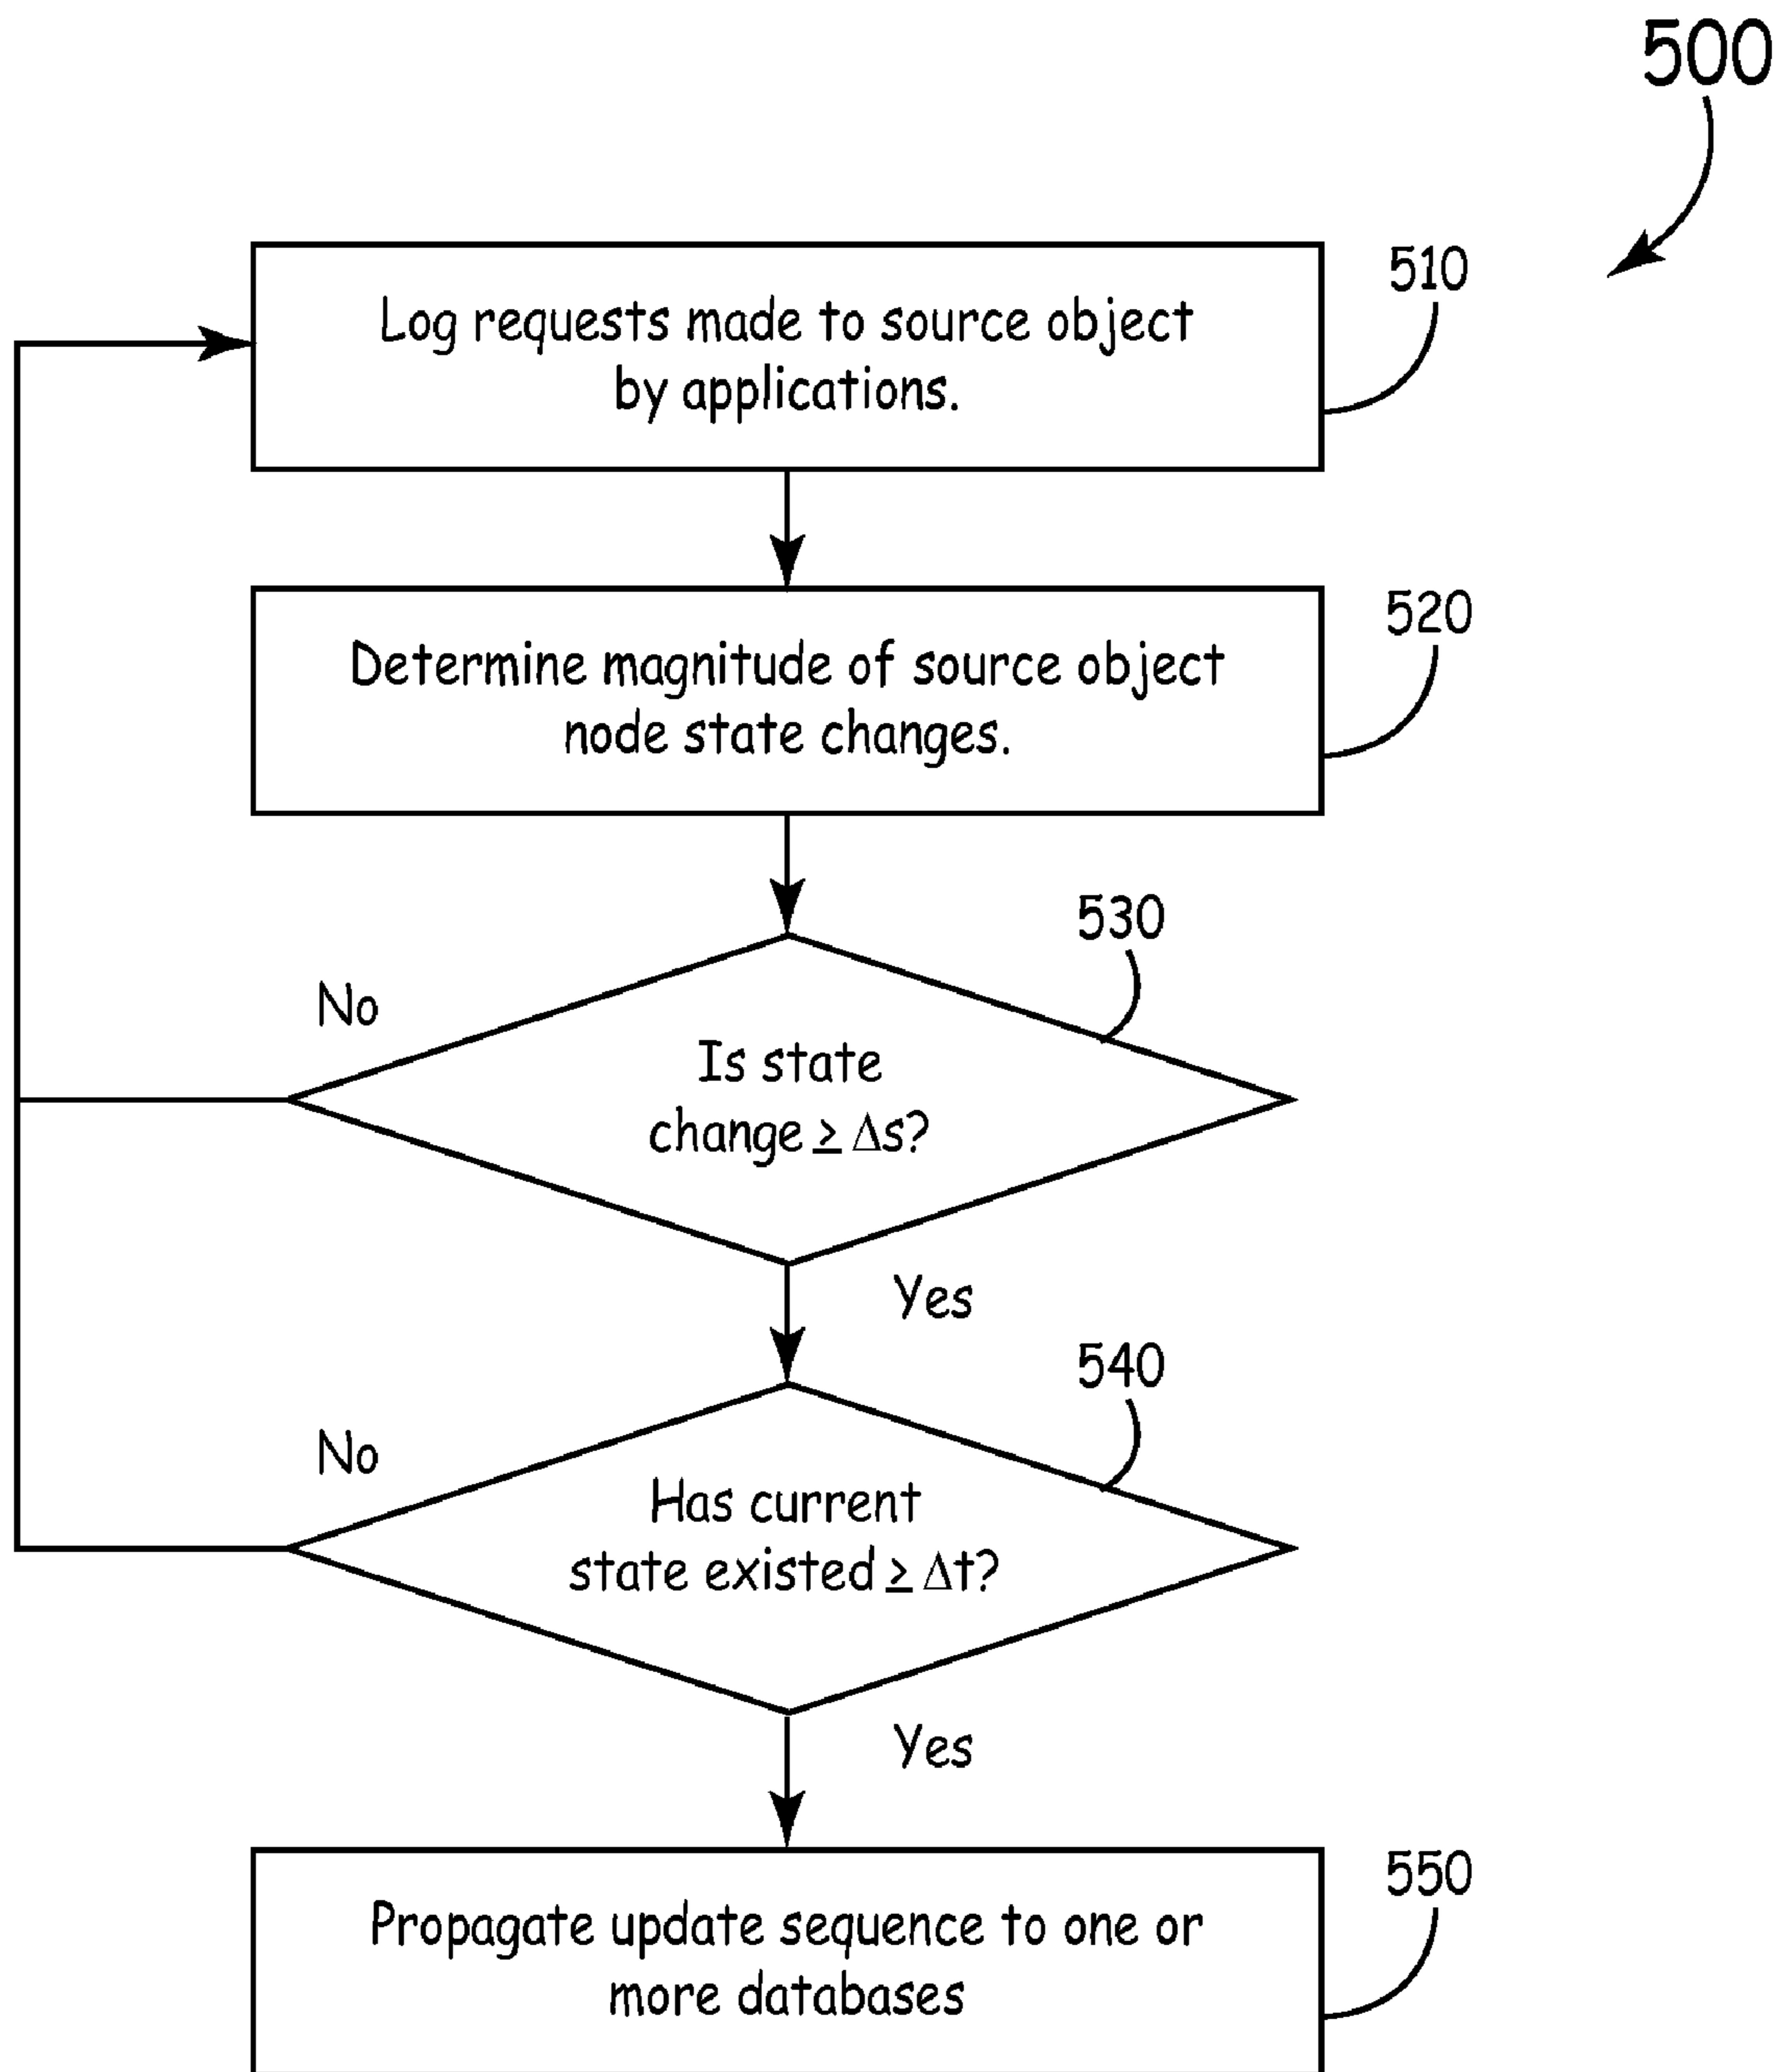 500
510
Log requests made to source object
by applications.
520
Determine magnitude of source object
node state changes.
530
No
Is state
change ≥ Δs?
Yes
540
No
Has current
state existed ≥ Δt?
Yes
550
Propagate update sequence to one or
more databases